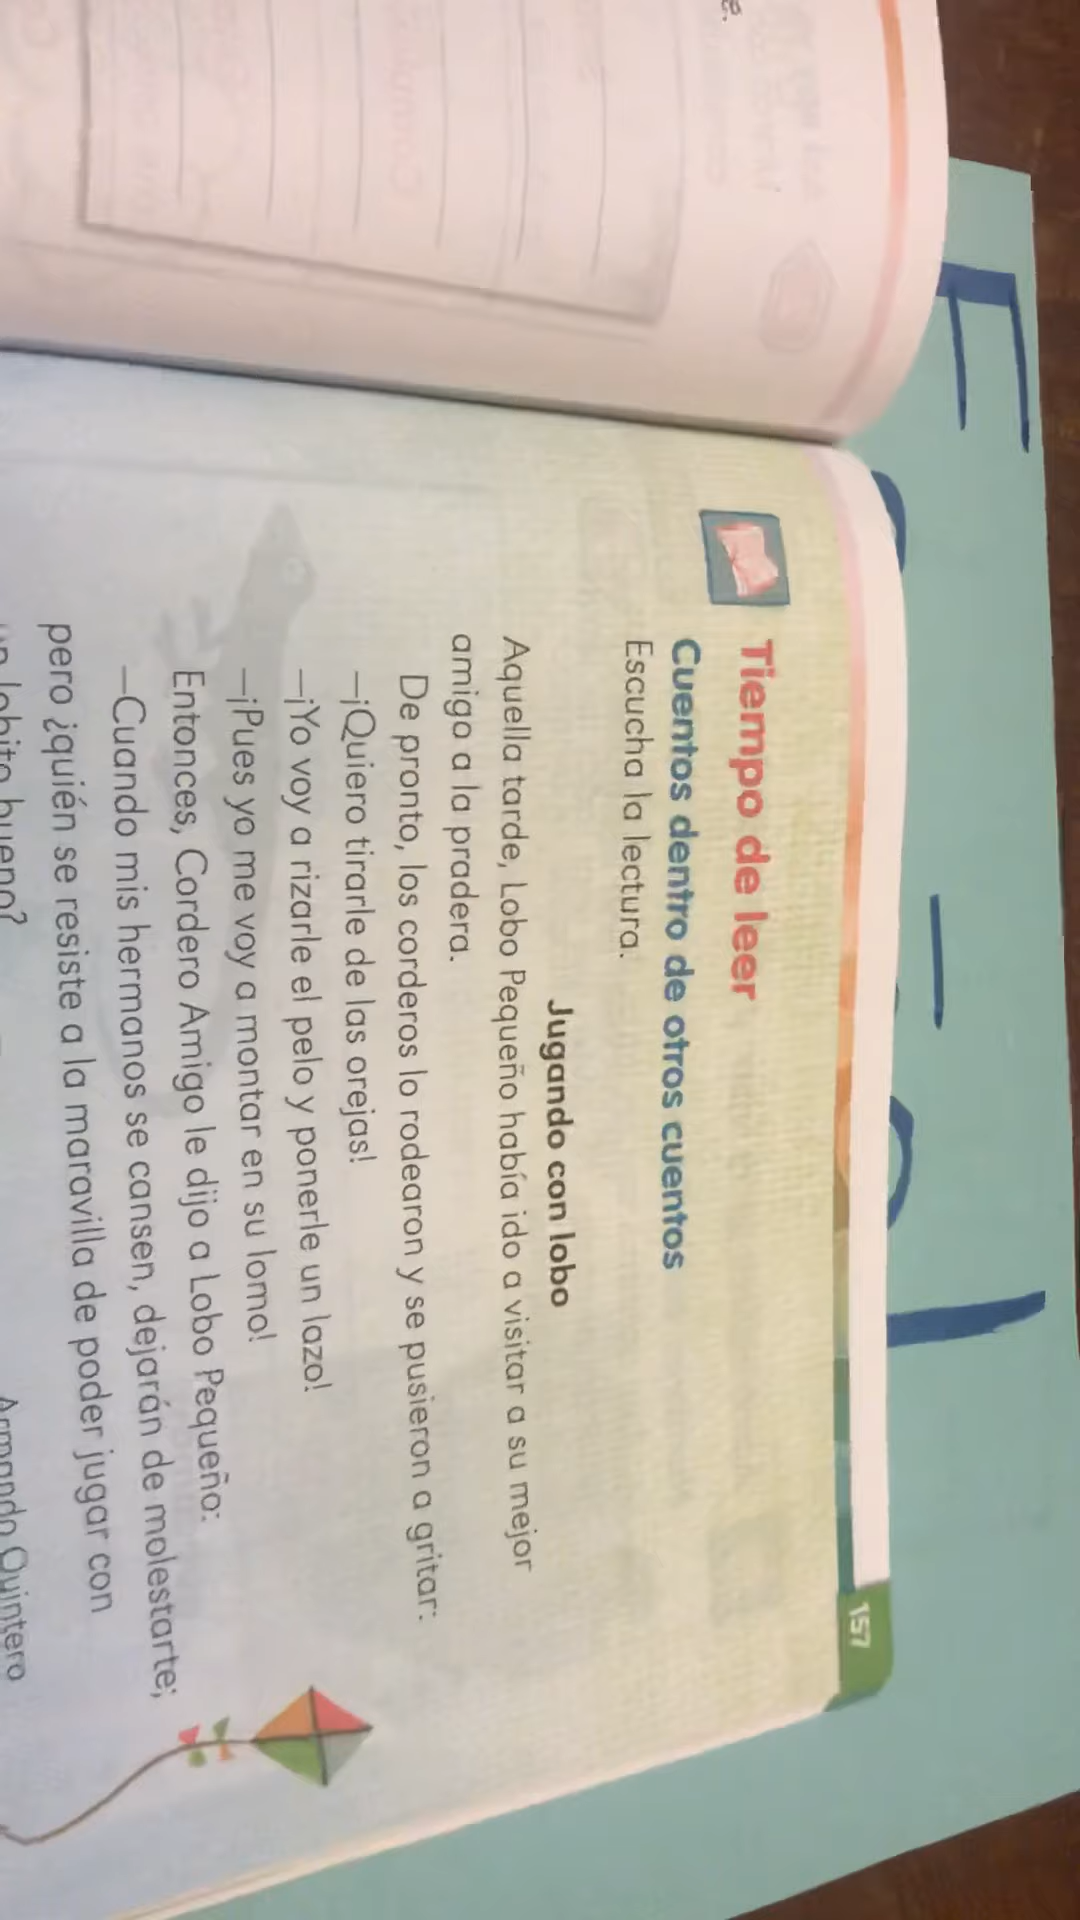 157
Tiempo de leer
Cuentos dentro de otros cuentos
Escucha la lectura.
Jugando con lobo
Aquella tarde, Lobo Pequeño había ido a visitar a su mejor
amigo a la pradera.
De pronto, los corderos lo rodearon y se pusieron a gritar:
—¡Quiero tirarle de las orejas!
—¡Yo voy a rizarle el pelo y ponerle un lazo!
—¡Pues yo me voy a montar en su lomo!
Entonces, Cordero Amigo le dijo a Lobo Pequeño:
—Cuando mis hermanos se cansen, dejarán de molestarte;
pero ¿quién se resiste a la maravilla de poder jugar con
un lobito bueno?
Armando Quintero